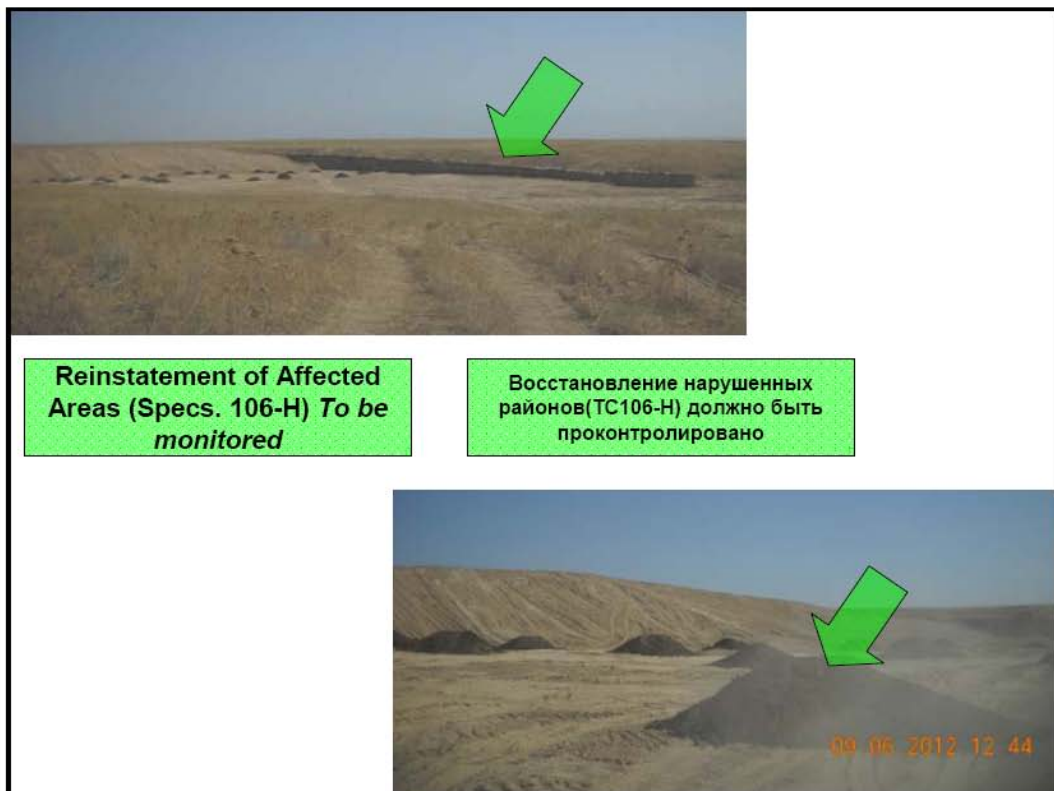 Reinstatement of Affected
Areas (Specs. 106-H) To be
monitored
Восстановление нарушенных
районов(ТС106-Н) должно быть
проконтролировано
09 06 2012 12 44